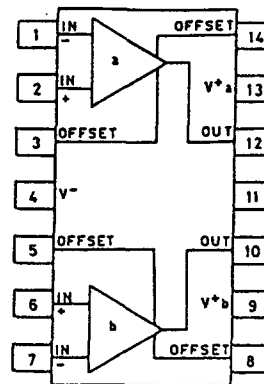 1 IN - OFFSET 14
a
2 IN + V+a 13
3 OFFSET OUT 12
4 V- 11
5 OFFSET OUT 10
6 IN + V+b 9
b
7 IN - OFFSET 8